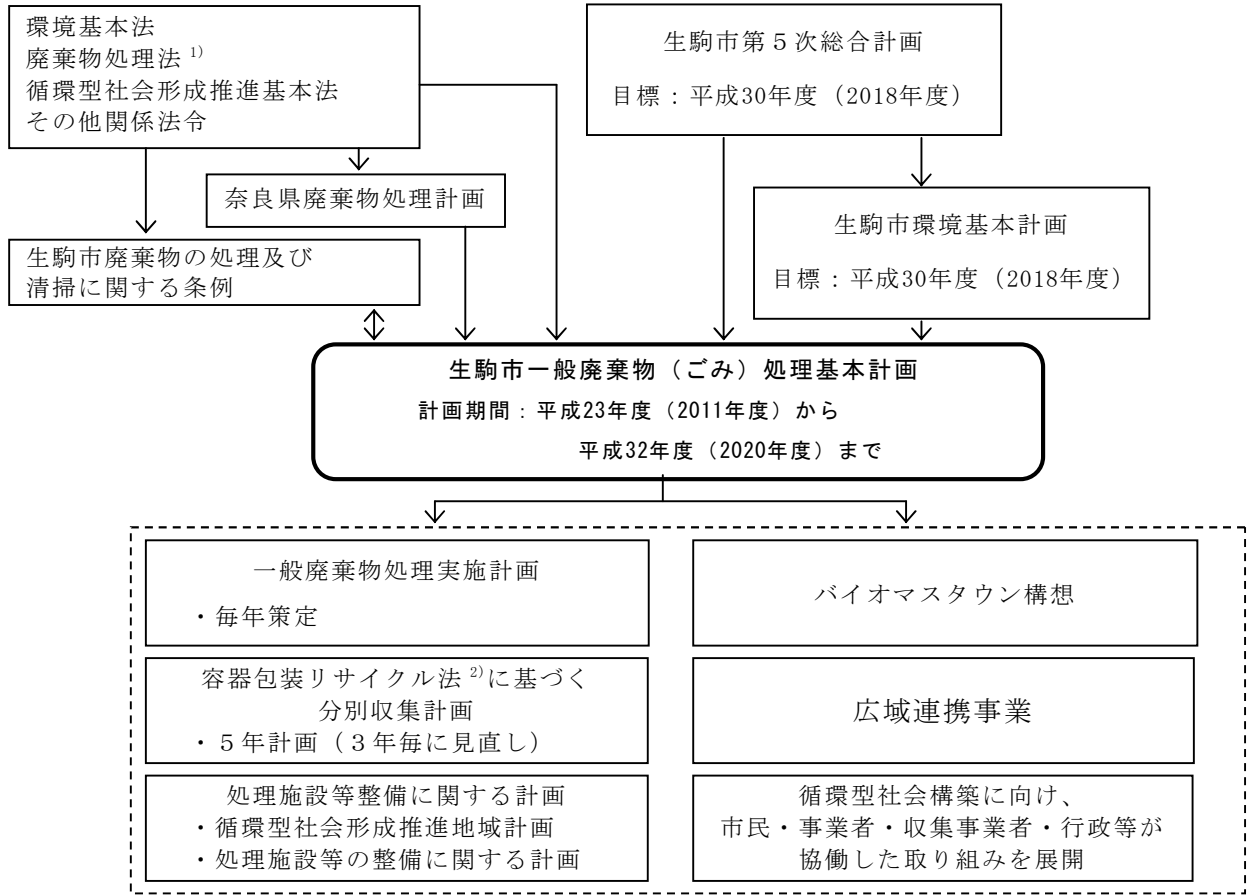 環境基本法
廃棄物処理法 1)
循環型社会形成推進基本法
その他関係法令
生駒市第５次総合計画
目標：平成30年度（2018年度）
奈良県廃棄物処理計画
生駒市環境基本計画
目標：平成30年度（2018年度）
生駒市廃棄物の処理及び
清掃に関する条例
生駒市一般廃棄物（ごみ）処理基本計画
計画期間：平成23年度（2011年度）から
平成32年度（2020年度）まで
一般廃棄物処理実施計画
・毎年策定
バイオマスタウン構想
容器包装リサイクル法 2)に基づく
分別収集計画
・５年計画（３年毎に見直し）
広域連携事業
処理施設等整備に関する計画
・循環型社会形成推進地域計画
・処理施設等の整備に関する計画
循環型社会構築に向け、
市民・事業者・収集事業者・行政等が
協働した取り組みを展開